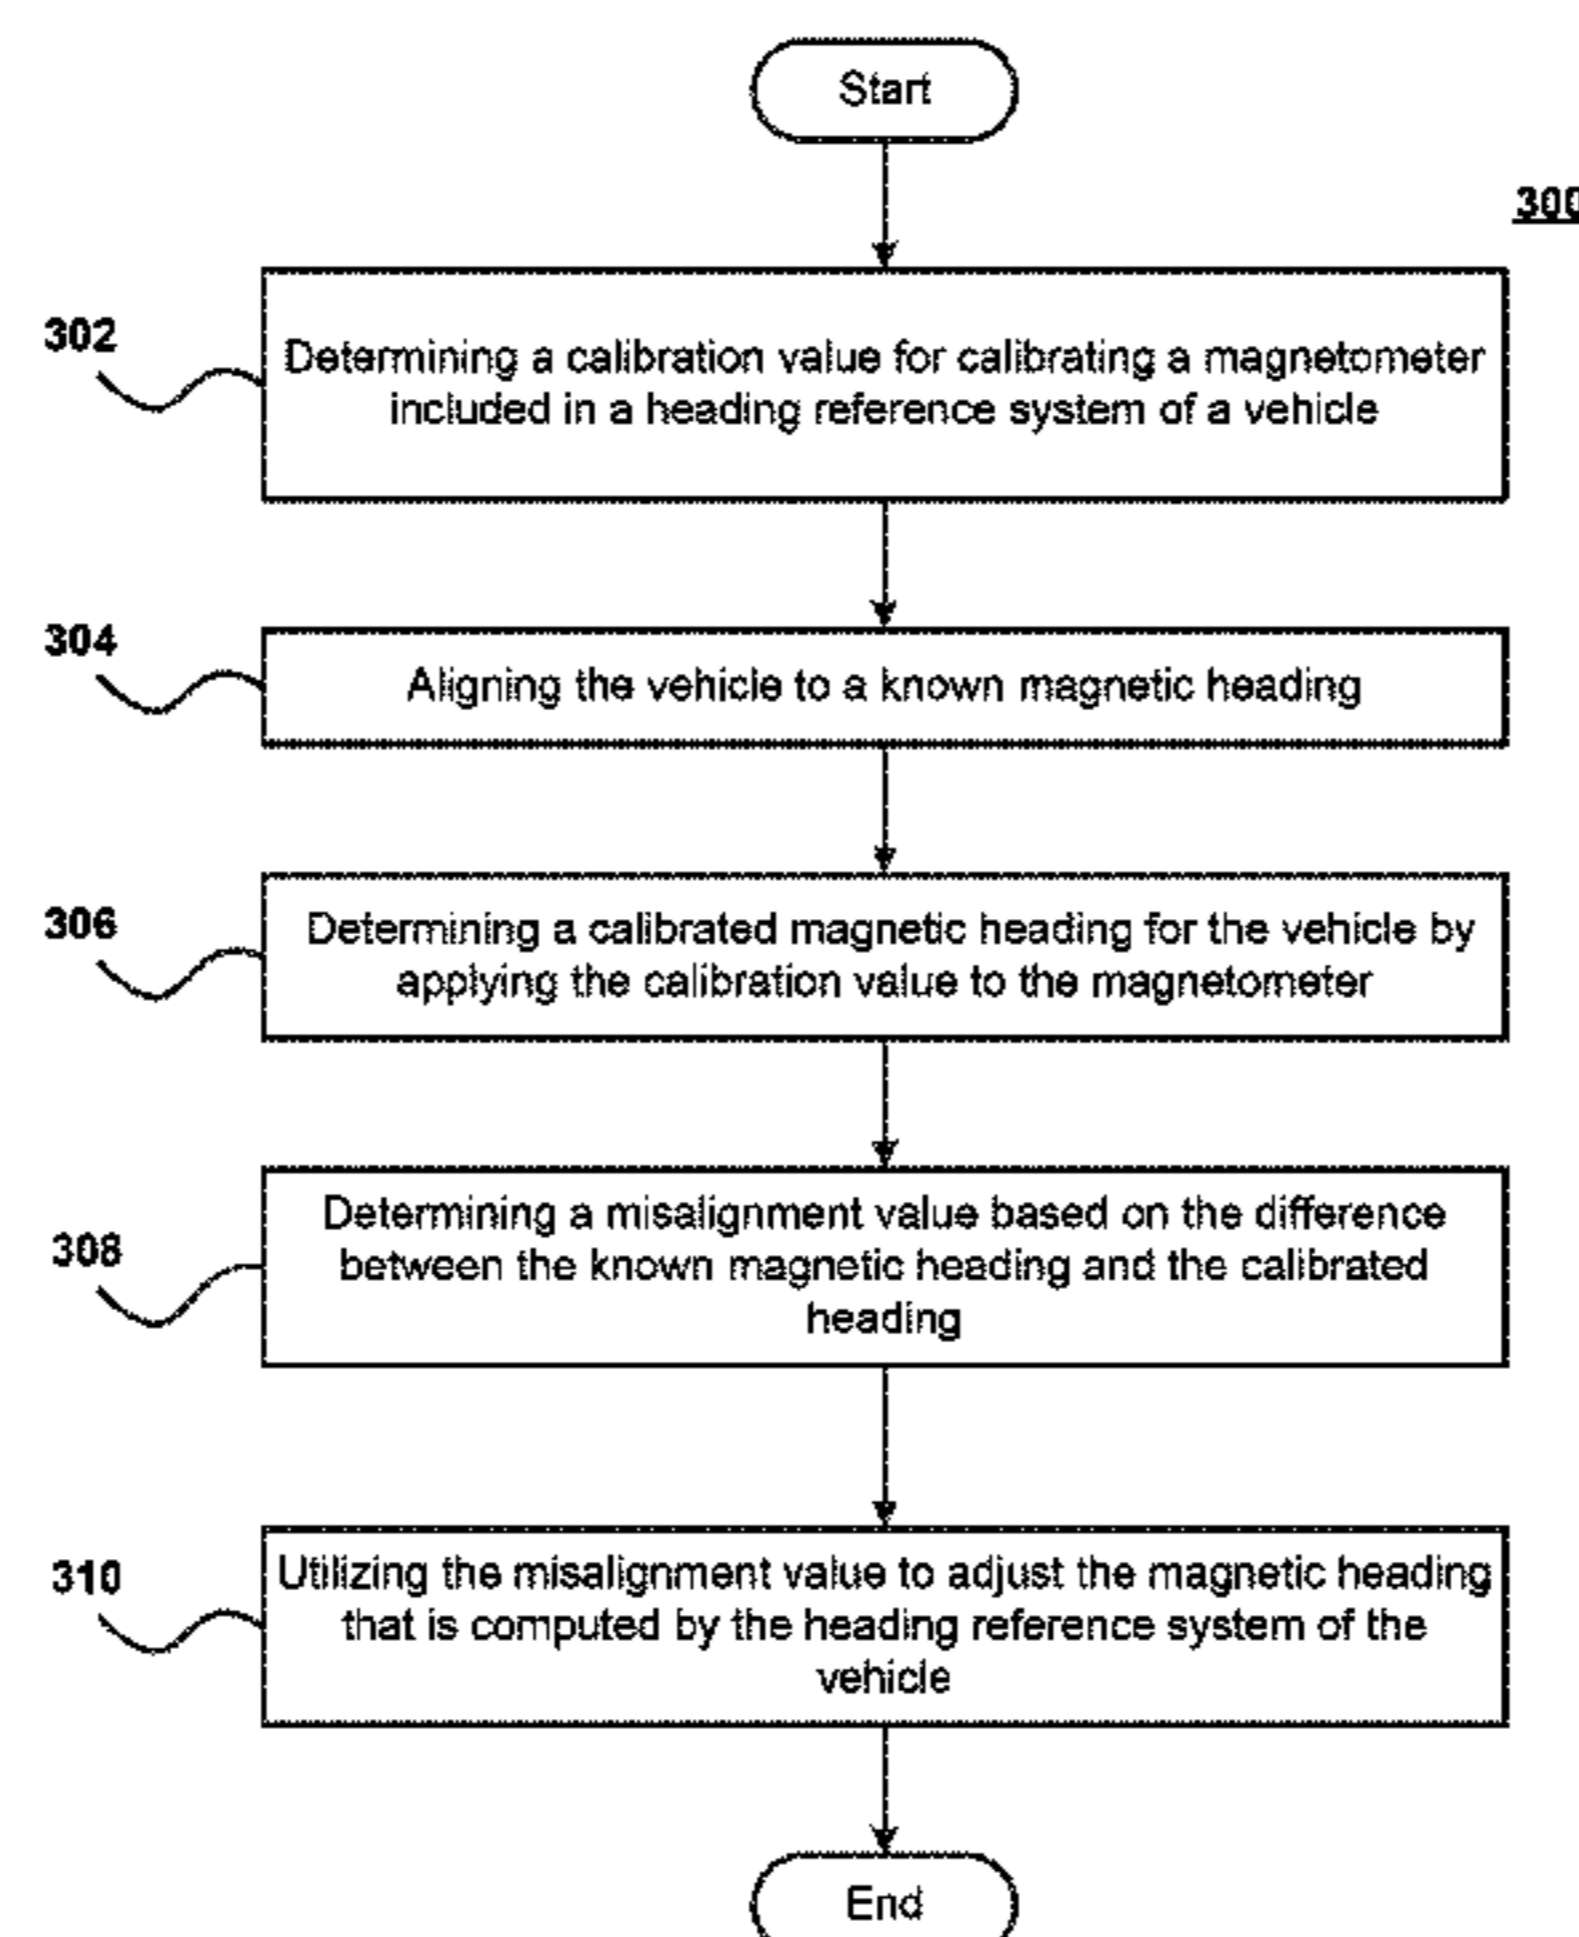 Start
300
302
Determining a calibration value for calibrating a magnetometer
included in a heading reference system of a vehicle
304
Aligning the vehicle to a known magnetic heading
306
Determining a calibrated magnetic heading for the vehicle by
applying the calibration value to the magnetometer
308
Determining a misalignment value based on the difference
between the known magnetic heading and the calibrated
heading
310
Utilizing the misalignment value to adjust the magnetic heading
that is computed by the heading reference system of the
vehicle
End